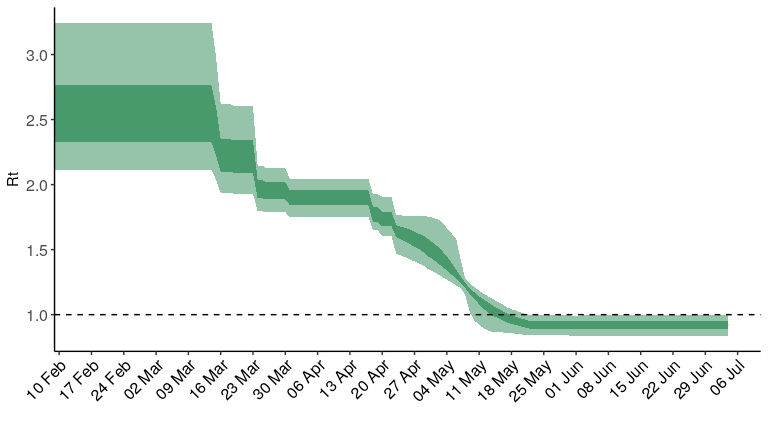 3.0
2.5
2.0
1.5
1.0
Rt
10 Feb
17 Feb
24 Feb
02 Mar
09 Mar
16 Mar
23 Mar
30 Mar
06 Apr
13 Apr
20 Apr
27 Apr
04 May
11 May
18 May
25 May
01 Jun
08 Jun
15 Jun
22 Jun
29 Jun
06 Jul